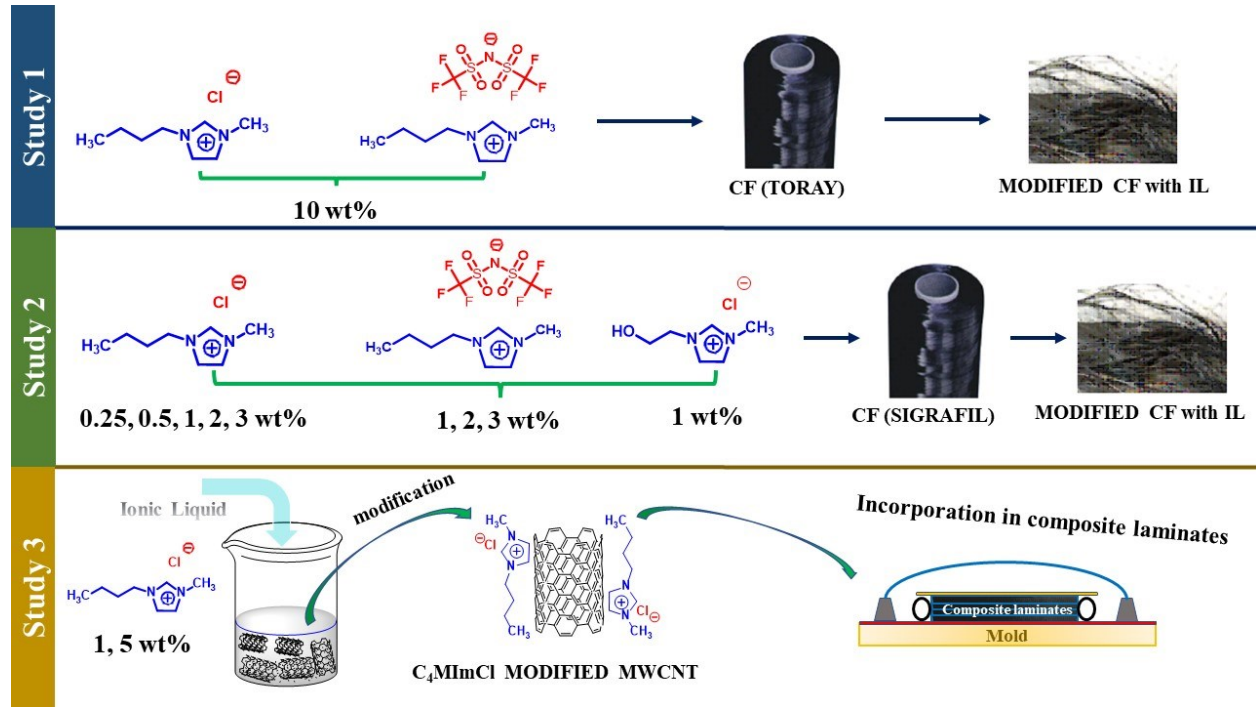 Study 1
Cl
⊖
H₃C
N
N
CH₃
⊕
⊖
O
N
O
F
S
S
F
F
O
O
F
F
F
H₃C
N
N
CH₃
⊕
10 wt%
CF (TORAY)
MODIFIED CF with IL
Study 2
Cl
⊖
H₃C
N
N
CH₃
⊕
0.25, 0.5, 1, 2, 3 wt%
⊖
O
N
O
F
S
S
F
F
O
O
F
F
F
H₃C
N
N
CH₃
⊕
1, 2, 3 wt%
Cl
⊖
HO
N
N
CH₃
⊕
1 wt%
CF (SIGRAFIL)
MODIFIED CF with IL
Study 3
Ionic Liquid
Cl
⊖
H₃C
N
N
CH₃
⊕
1, 5 wt%
modification
CH₃
⊖Cl
N
⊕
N
CH₃
H₃C
N
⊕
N
Cl⊖
CH₃
C₄MImCl MODIFIED MWCNT
Incorporation in composite laminates
Composite laminates
Mold